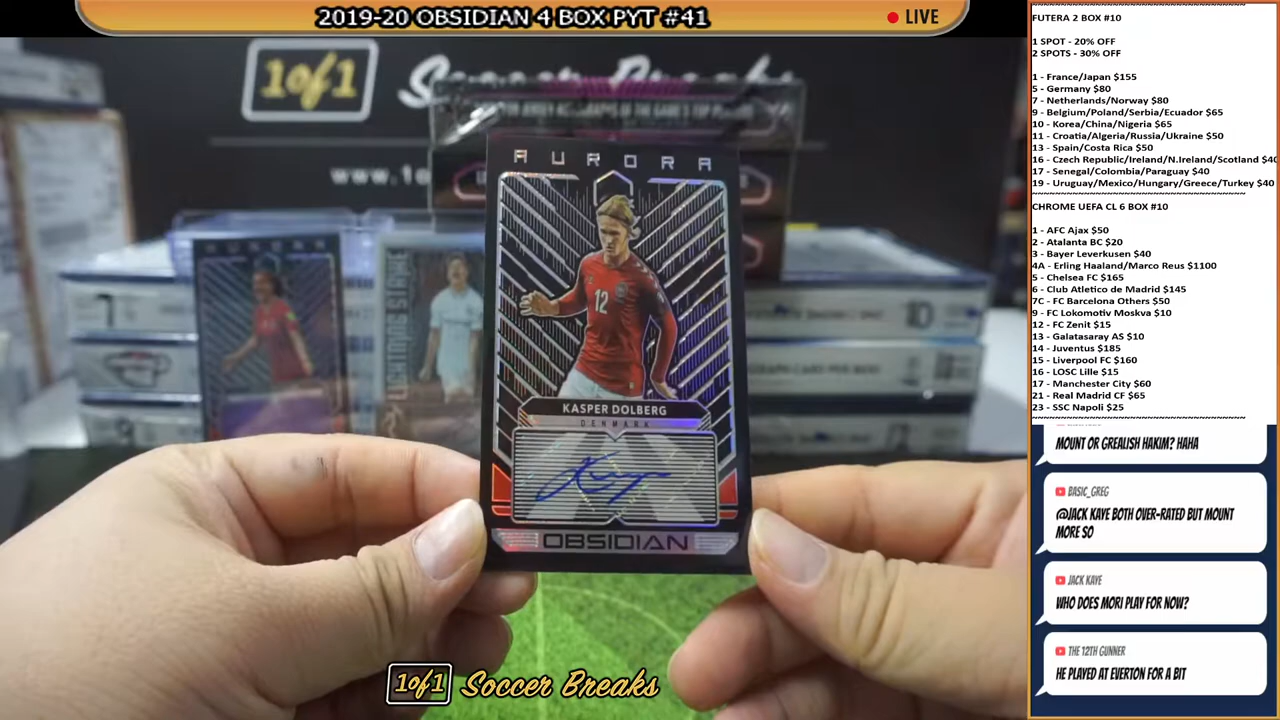 2019-20 OBSIDIAN 4 BOX PYT #41
LIVE
1of1
AURORA
12
KASPER DOLBERG
DENMARK
OBSIDIAN
LIGHTNING STRIKE
1of1 Soccer Breaks
FUTERA 2 BOX #10
1 SPOT - 20% OFF
2 SPOTS - 30% OFF
1 - France/Japan $155
5 - Germany $80
7 - Netherlands/Norway $80
9 - Belgium/Poland/Serbia/Ecuador $65
10 - Korea/China/Nigeria $65
11 - Croatia/Algeria/Russia/Ukraine $50
13 - Spain/Costa Rica $50
16 - Czech Republic/Ireland/N.Ireland/Scotland $40
17 - Senegal/Colombia/Paraguay $40
19 - Uruguay/Mexico/Hungary/Greece/Turkey $40
CHROME UEFA CL 6 BOX #10
1 - AFC Ajax $50
2 - Atalanta BC $20
3 - Bayer Leverkusen $40
4A - Erling Haaland/Marco Reus $1100
5 - Chelsea FC $165
6 - Club Atletico de Madrid $145
7C - FC Barcelona Others $50
9 - FC Lokomotiv Moskva $10
12 - FC Zenit $15
13 - Galatasaray AS $10
14 - Juventus $185
15 - Liverpool FC $160
16 - LOSC Lille $15
17 - Manchester City $60
21 - Real Madrid CF $65
23 - SSC Napoli $25
MOUNT OR GREALISH HAKIM? HAHA
BASIC_GREG
@JACK KAYE BOTH OVER-RATED BUT MOUNT
MORE SO
JACK KAYE
WHO DOES MORI PLAY FOR NOW?
THE 12TH GUNNER
HE PLAYED AT EVERTON FOR A BIT